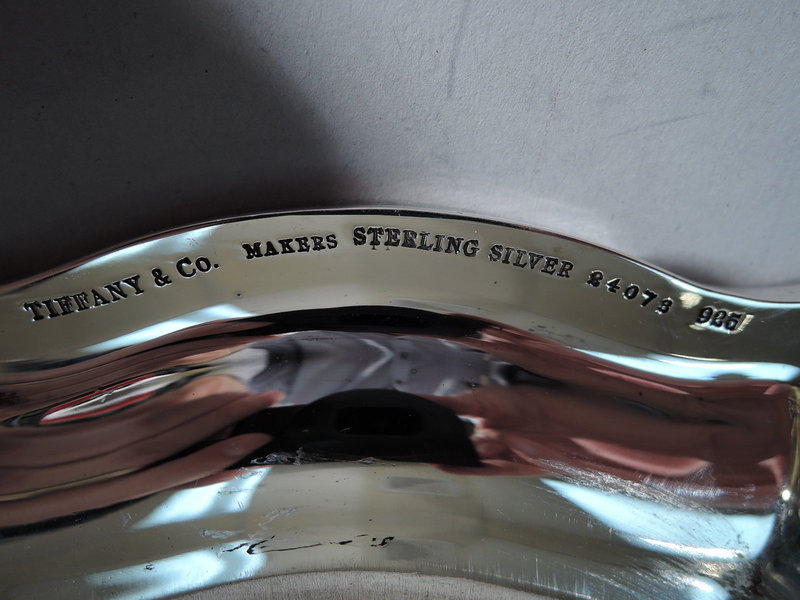 TIFFANY & Co. MAKERS STERLING SILVER 24073 925